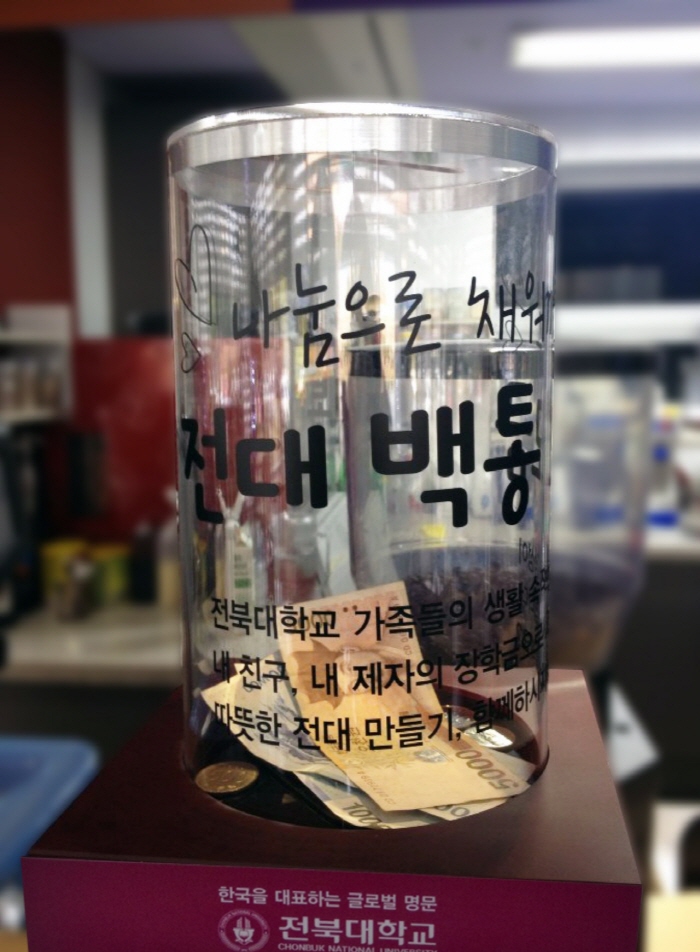 나눔으로 채워
전대 백통
전북대학교 가족들의 생활 속
내 친구, 내 제자의 장학금으로
따뜻한 전대 만들기, 함께하시
5000
1000
한국을 대표하는 글로벌 명문
전북대학교
CHONBUK NATIONAL UNIVERSITY